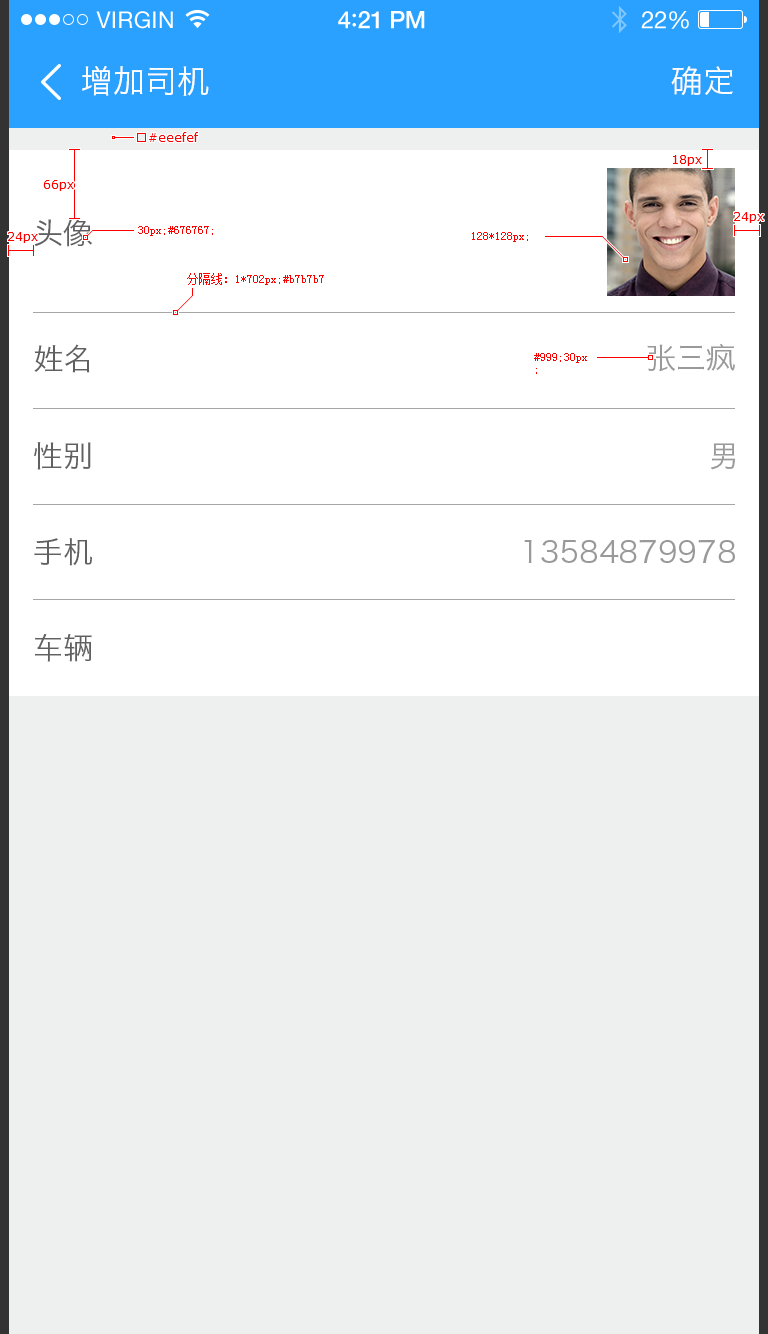 VIRGIN 4:21 PM 22%
增加司机 确定
#eeefef
18px
66px
24px
24px
头像
30px;#676767;
128*128px;
分隔线：1*702px;#b7b7b7
姓名
#999;30px
;
张三疯
性别 男
手机 13584879978
车辆